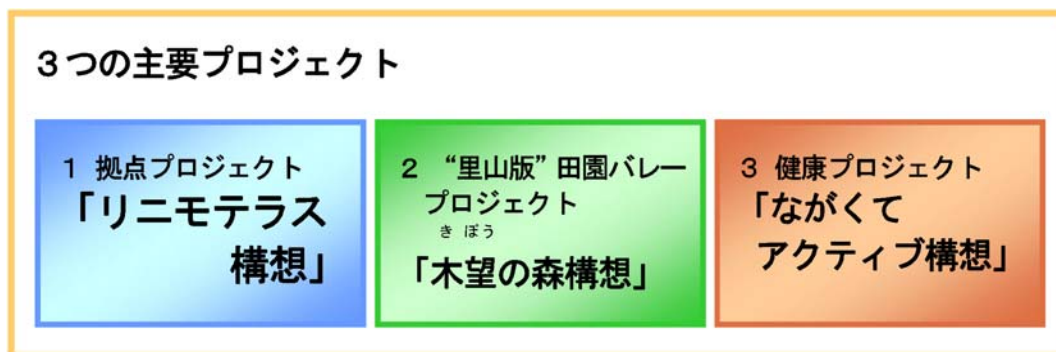 ３つの主要プロジェクト
１ 拠点プロジェクト
「リニモテラス
構想」
２ “里山版”田園バレー
プロジェクト
き ぼう
「木望の森構想」
３ 健康プロジェクト
「ながくて
アクティブ構想」